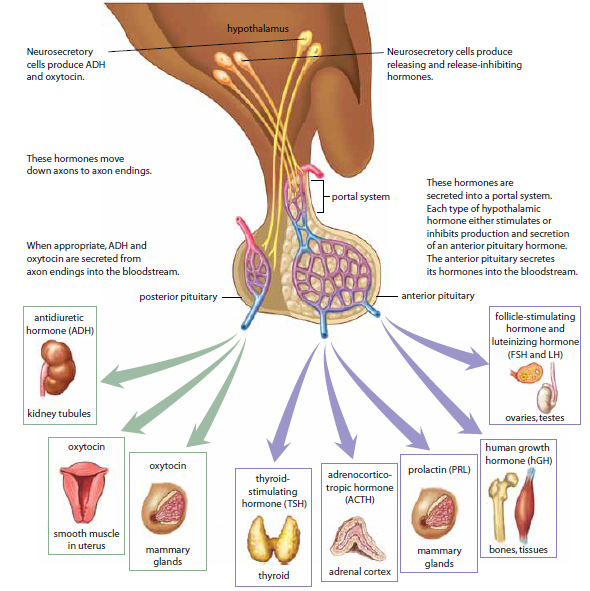 hypothalamus
Neurosecretory
cells produce ADH
and oxytocin.
Neurosecretory cells produce
releasing and release-inhibiting
hormones.
These hormones move
down axons to axon endings.
portal system
These hormones are
secreted into a portal system.
Each type of hypothalamic
hormone either stimulates or
inhibits production and secretion
of an anterior pituitary hormone.
The anterior pituitary secretes
its hormones into the bloodstream.
When appropriate, ADH and
oxytocin are secreted from
axon endings into the bloodstream.
posterior pituitary
anterior pituitary
antidiuretic
hormone (ADH)
kidney tubules
oxytocin
smooth muscle
in uterus
oxytocin
mammary
glands
thyroid-
stimulating
hormone (TSH)
thyroid
adrenocortico-
tropic hormone
(ACTH)
adrenal cortex
prolactin (PRL)
mammary
glands
human growth
hormone (hGH)
bones, tissues
follicle-stimulating
hormone and
luteinizing hormone
(FSH and LH)
ovaries, testes